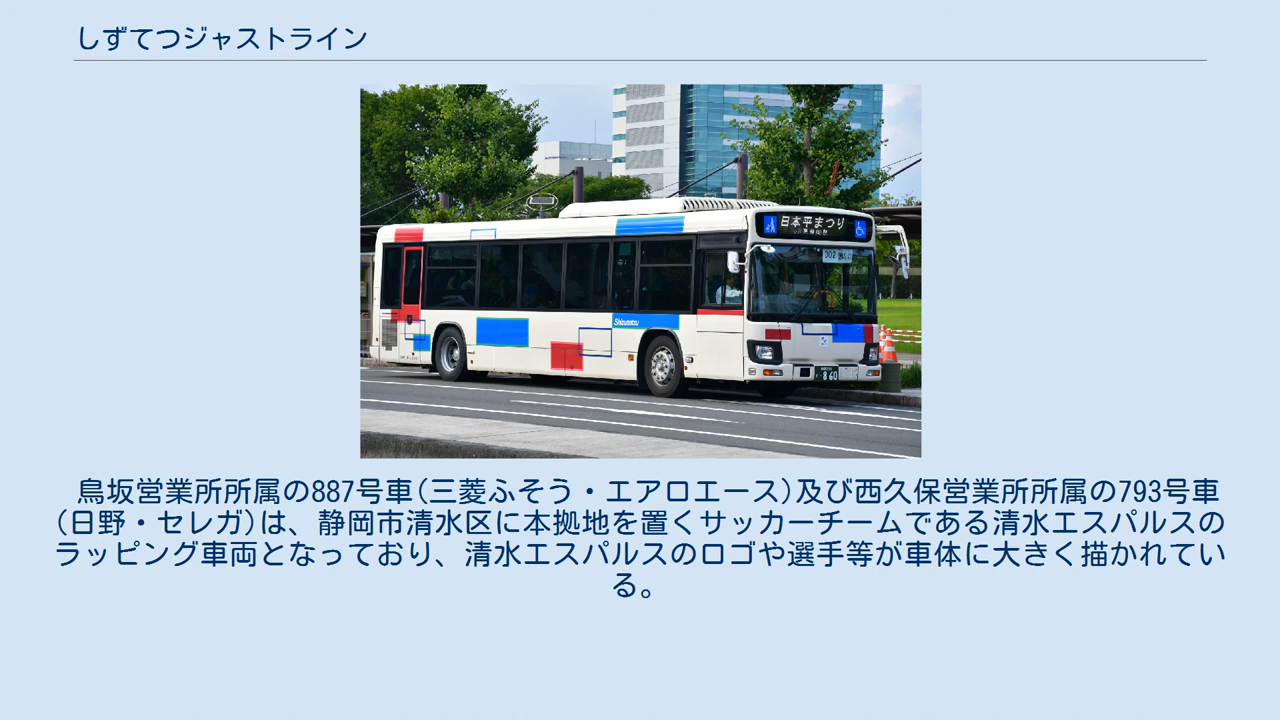 しずてつジャストライン
日本平まつり
302
Shizutetsu
860
鳥坂営業所所属の887号車(三菱ふそう・エアロエース)及び西久保営業所所属の793号車
(日野・セレガ)は、静岡市清水区に本拠地を置くサッカーチームである清水エスパルスの
ラッピング車両となっており、清水エスパルスのロゴや選手等が車体に大きく描かれてい
る。